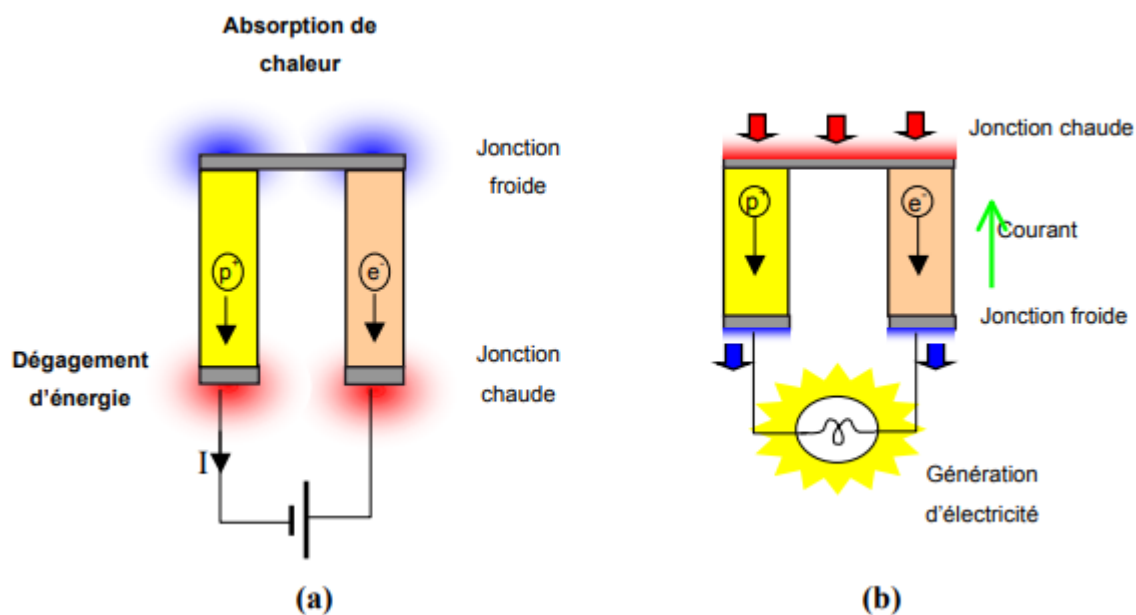 Absorption de
chaleur
Jonction
froide
p+
e-
Dégagement
d'énergie
Jonction
chaude
I
(a)
Jonction chaude
p+
e-
Courant
Jonction froide
Génération
d'électricité
(b)